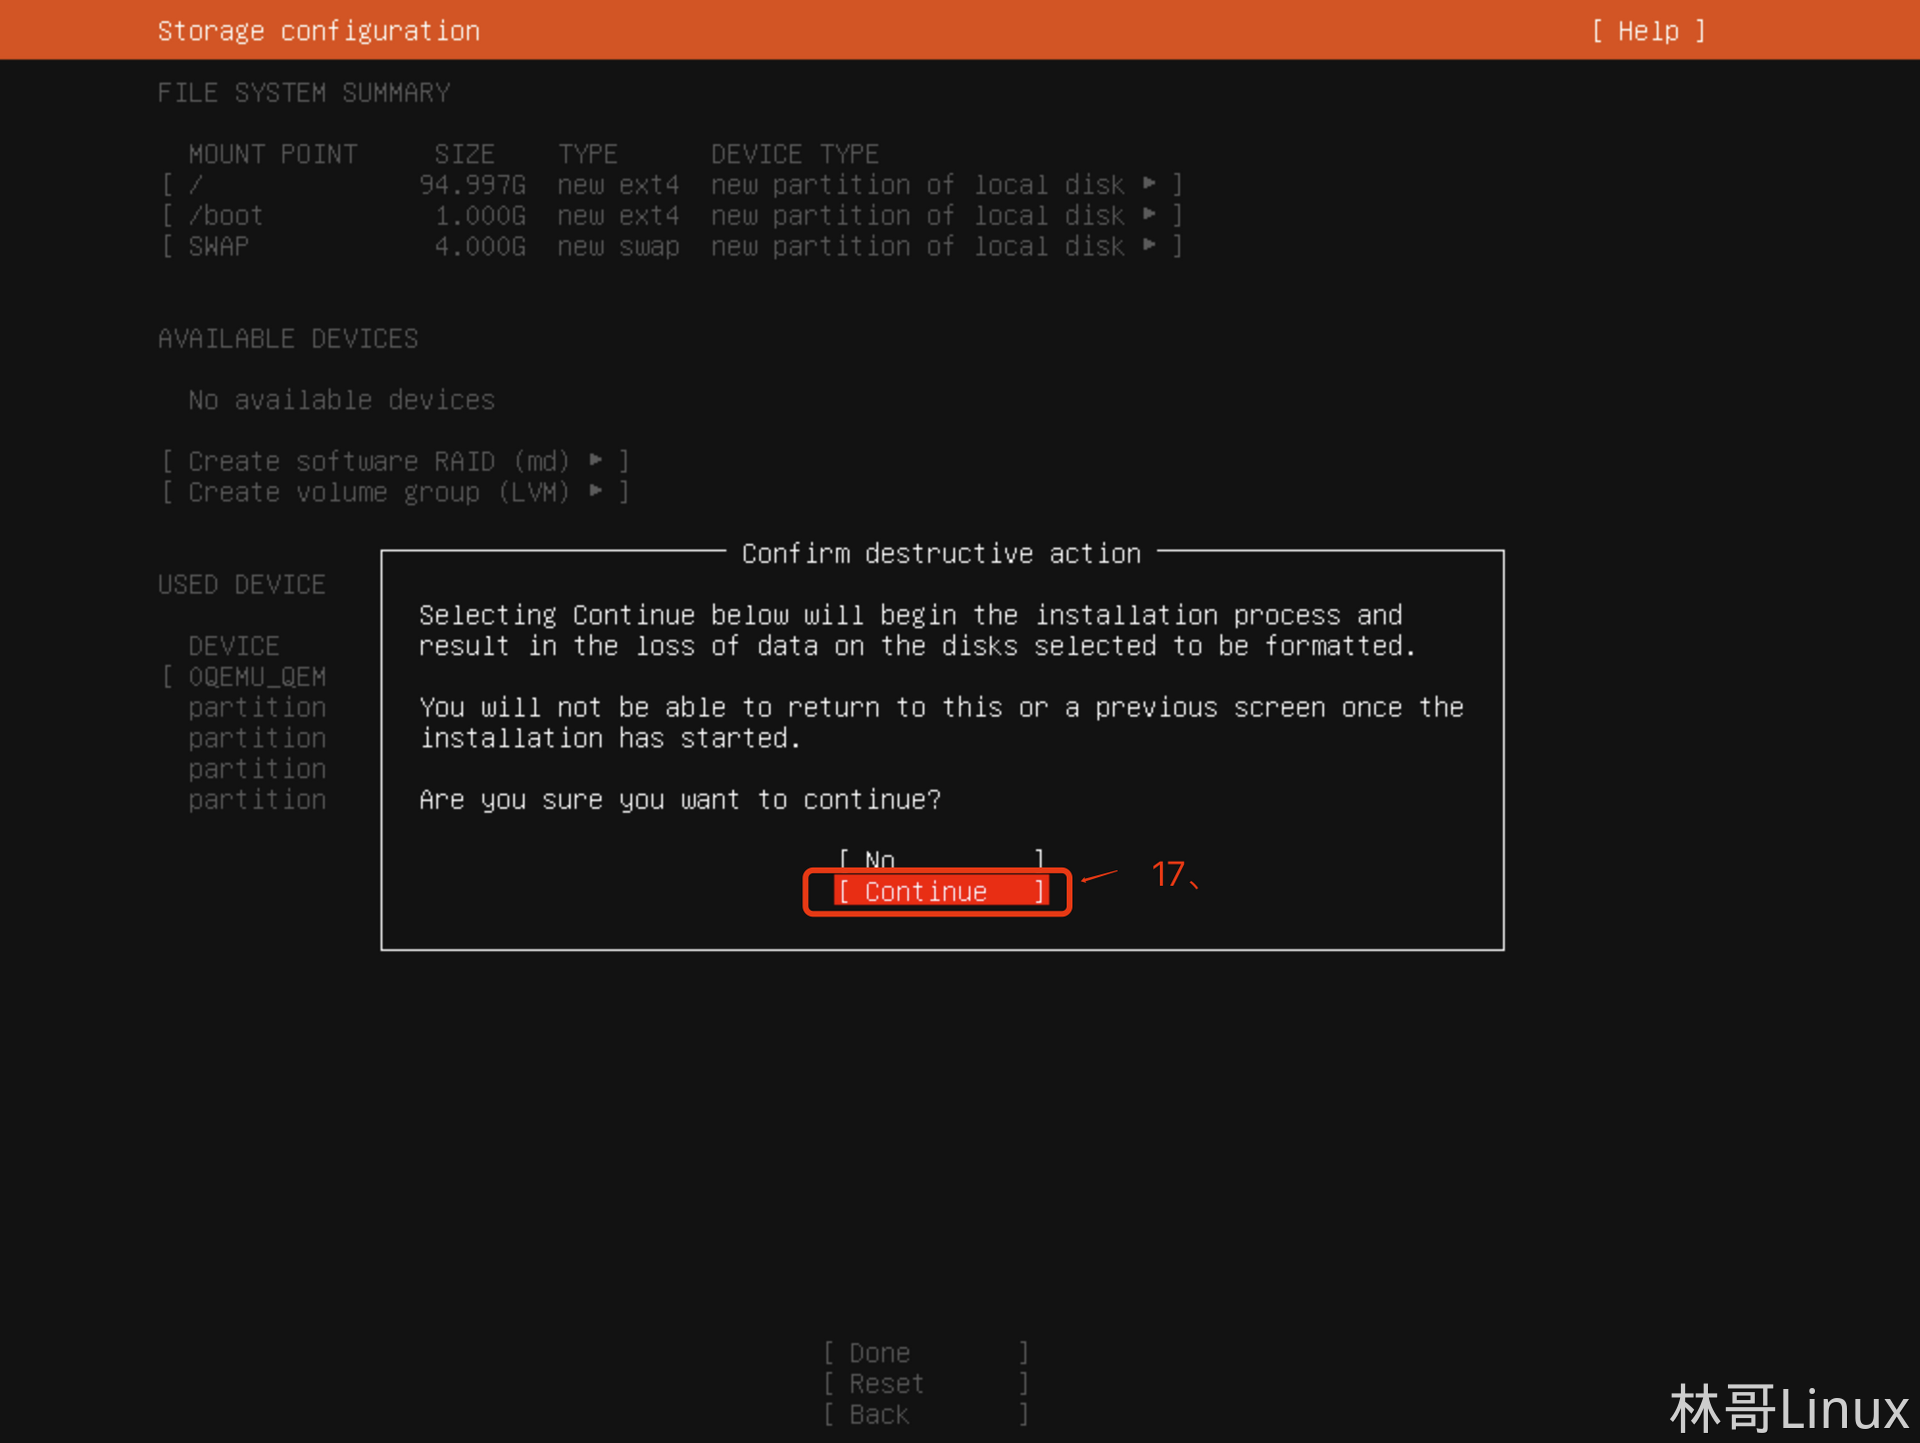 Storage configuration [ Help ]
FILE SYSTEM SUMMARY
MOUNT POINT SIZE TYPE DEVICE TYPE
[ / 94.997G new ext4 new partition of local disk ▸ ]
[ /boot 1.000G new ext4 new partition of local disk ▸ ]
[ SWAP 4.000G new swap new partition of local disk ▸ ]
AVAILABLE DEVICES
No available devices
[ Create software RAID (md) ▸ ]
[ Create volume group (LVM) ▸ ]
USED DEVICE
DEVICE
[ 0QEMU_QEM
partition
partition
partition
partition
Confirm destructive action
Selecting Continue below will begin the installation process and
result in the loss of data on the disks selected to be formatted.
You will not be able to return to this or a previous screen once the
installation has started.
Are you sure you want to continue?
[ No ]
[ Continue ]
17、
[ Done ]
[ Reset ]
[ Back ]
林哥Linux